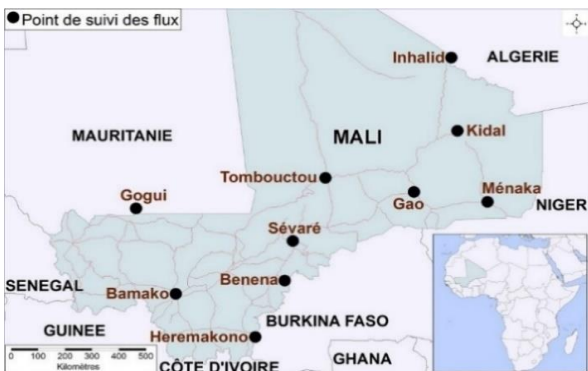 Point de suivi des flux
Inhalid
ALGERIE
MAURITANIE
MALI
Kidal
Tombouctou
Gogui
Gao
Ménaka
NIGER
Sévaré
SENEGAL
Bamako
Benena
GUINEE
Heremakono
BURKINA FASO
0 100 200 300 400 500
Kilomètres
CÔTE D'IVOIRE
GHANA